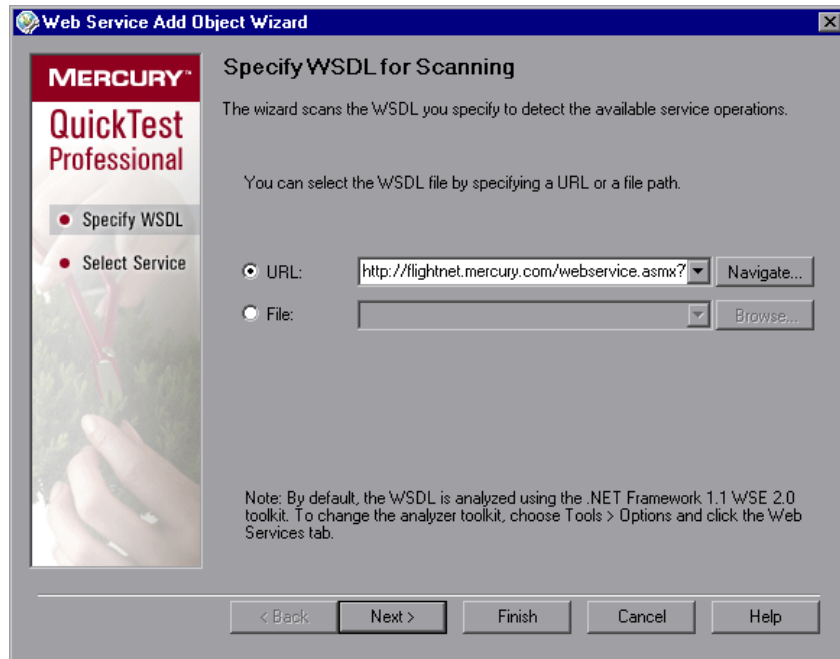 Web Service Add Object Wizard
MERCURY™
QuickTest
Professional
Specify WSDL
Select Service
Specify WSDL for Scanning
The wizard scans the WSDL you specify to detect the available service operations.
You can select the WSDL file by specifying a URL or a file path.
URL:
http://flightnet.mercury.com/webservice.asmx?
Navigate...
File:
Browse...
Note: By default, the WSDL is analyzed using the .NET Framework 1.1 WSE 2.0
toolkit. To change the analyzer toolkit, choose Tools > Options and click the Web
Services tab.
< Back
Next >
Finish
Cancel
Help